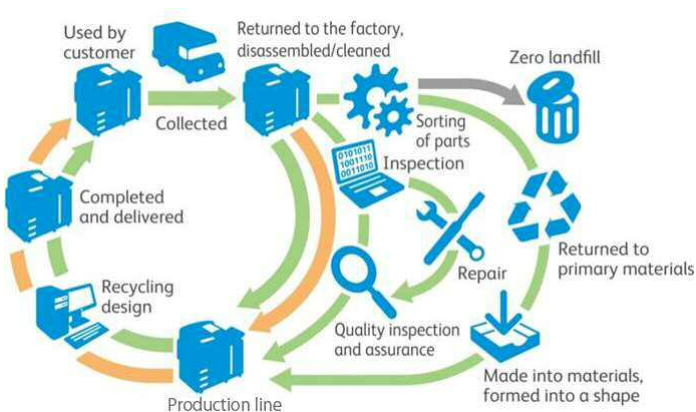 Used by
customer
Returned to the factory,
disassembled/cleaned
Zero landfill
Collected
Sorting
of parts
0101011
1001110
0011010
Inspection
Completed
and delivered
Returned to
primary materials
Repair
Recycling
design
Quality inspection
and assurance
Made into materials,
formed into a shape
Production line